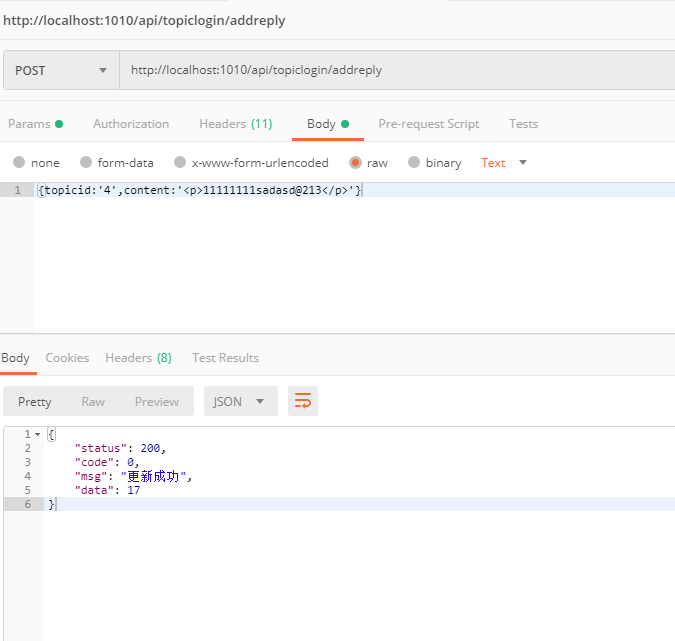 http://localhost:1010/api/topiclogin/addreply
POST http://localhost:1010/api/topiclogin/addreply
Params Authorization Headers (11) Body Pre-request Script Tests
none form-data x-www-form-urlencoded raw binary Text
1 {topicid:'4',content:'<p>11111111sadasd@213</p>'}
Body Cookies Headers (8) Test Results
Pretty Raw Preview JSON
1 {
2 "status": 200,
3 "code": 0,
4 "msg": "更新成功",
5 "data": 17
6 }